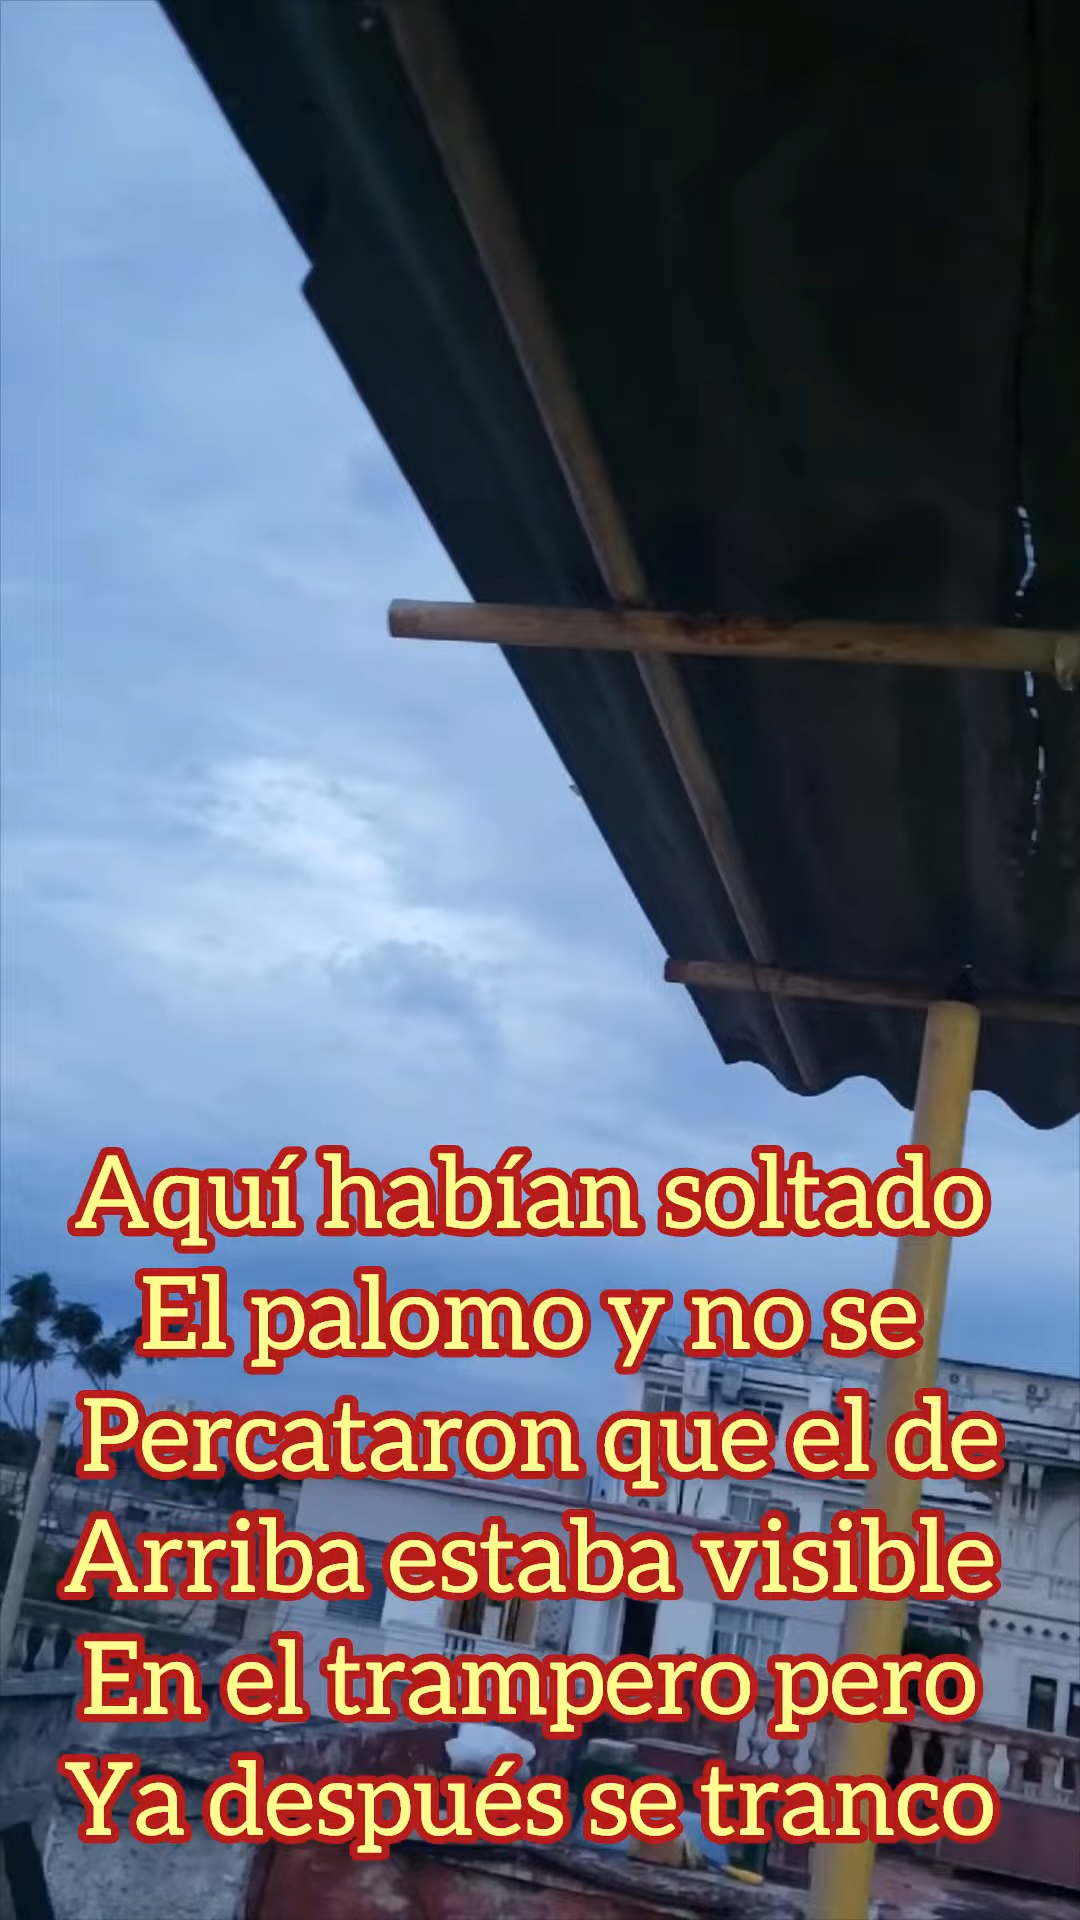 Aquí habían soltado
El palomo y no se
Percataron que el de
Arriba estaba visible
En el trampero pero
Ya después se tranco